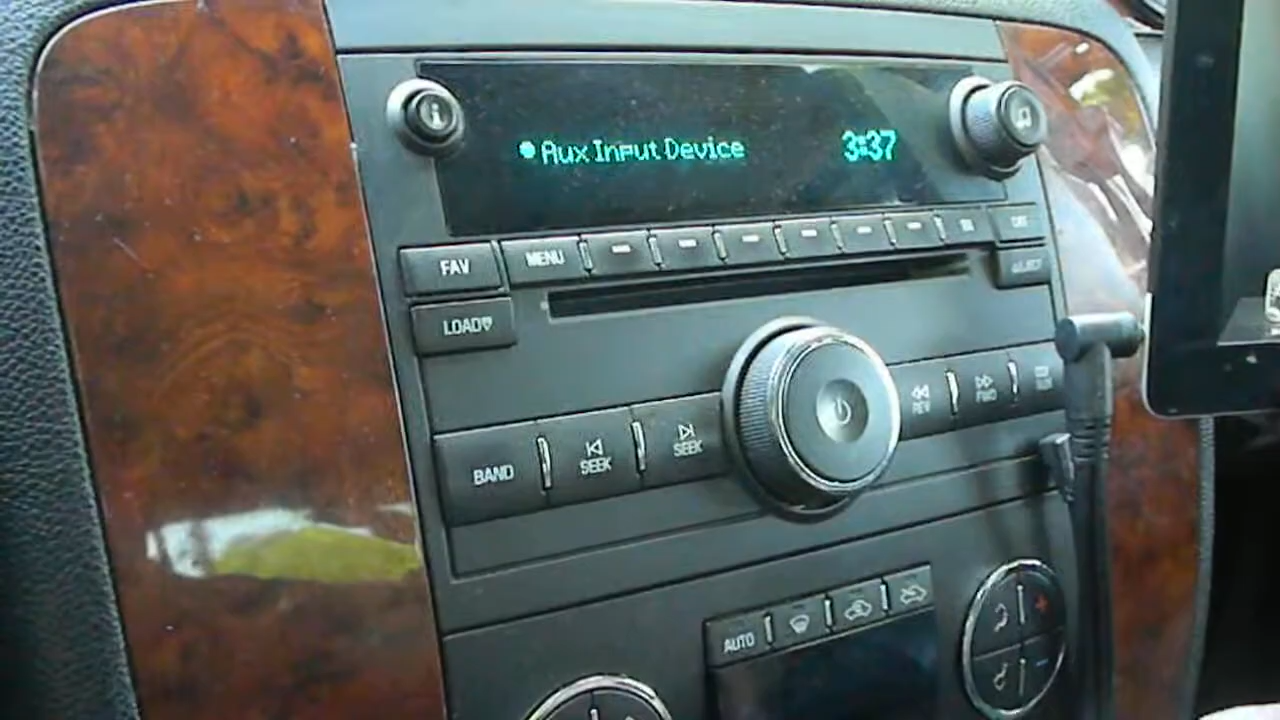 Aux Input Device 3:37
FAV MENU
LOAD
BAND SEEK SEEK REV FWD
AUTO